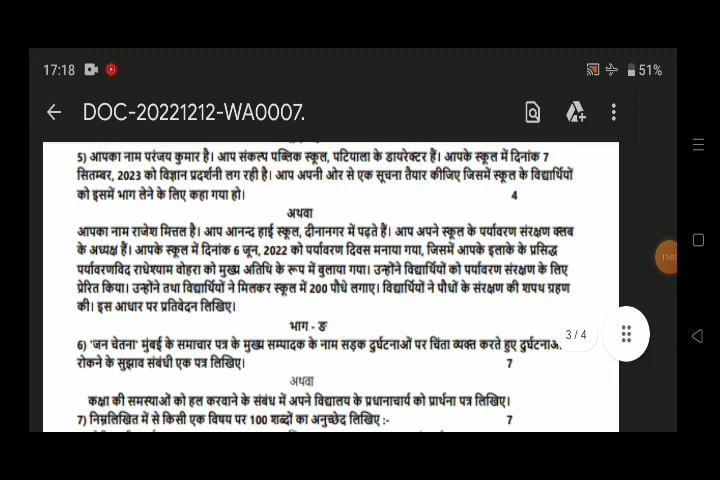 17:18
51%
DOC-20221212-WA0007.
5) आपका नाम परंजय कुमार है। आप संकल्प पब्लिक स्कूल, पटियाला के डायरेक्टर हैं। आपके स्कूल में दिनांक 7
सितम्बर, 2023 को विज्ञान प्रदर्शनी लग रही है। आप अपनी ओर से एक सूचना तैयार कीजिए जिसमें स्कूल के विद्यार्थियों
को इसमें भाग लेने के लिए कहा गया हो। 4
अथवा
आपका नाम राजेश मित्तल है। आप आनन्द हाई स्कूल, दीनानगर में पढ़ते हैं। आप अपने स्कूल के पर्यावरण संरक्षण क्लब
के अध्यक्ष हैं। आपके स्कूल में दिनांक 6 जून, 2022 को पर्यावरण दिवस मनाया गया, जिसमें आपके इलाके के प्रसिद्ध
पर्यावरणविद राधेश्याम वोहरा को मुख्य अतिथि के रूप में बुलाया गया। उन्होंने विद्यार्थियों को पर्यावरण संरक्षण के लिए
प्रेरित किया। उन्होंने तथा विद्यार्थियों ने मिलकर स्कूल में 200 पौधे लगाए। विद्यार्थियों ने पौधों के संरक्षण की शपथ ग्रहण
की। इस आधार पर प्रतिवेदन लिखिए।
भाग - ङ
3 / 4
6) 'जन चेतना' मुंबई के समाचार पत्र के मुख्य सम्पादक के नाम सड़क दुर्घटनाओं पर चिंता व्यक्त करते हुए
रोकने के सुझाव संबंधी एक पत्र लिखिए। 7
अथवा
कक्षा की समस्याओं को हल करवाने के संबंध में अपने विद्यालय के प्रधानाचार्य को प्रार्थना पत्र लिखिए।
7) निम्नलिखित में से किसी एक विषय पर 100 शब्दों का अनुच्छेद लिखिए :- 7
11:01